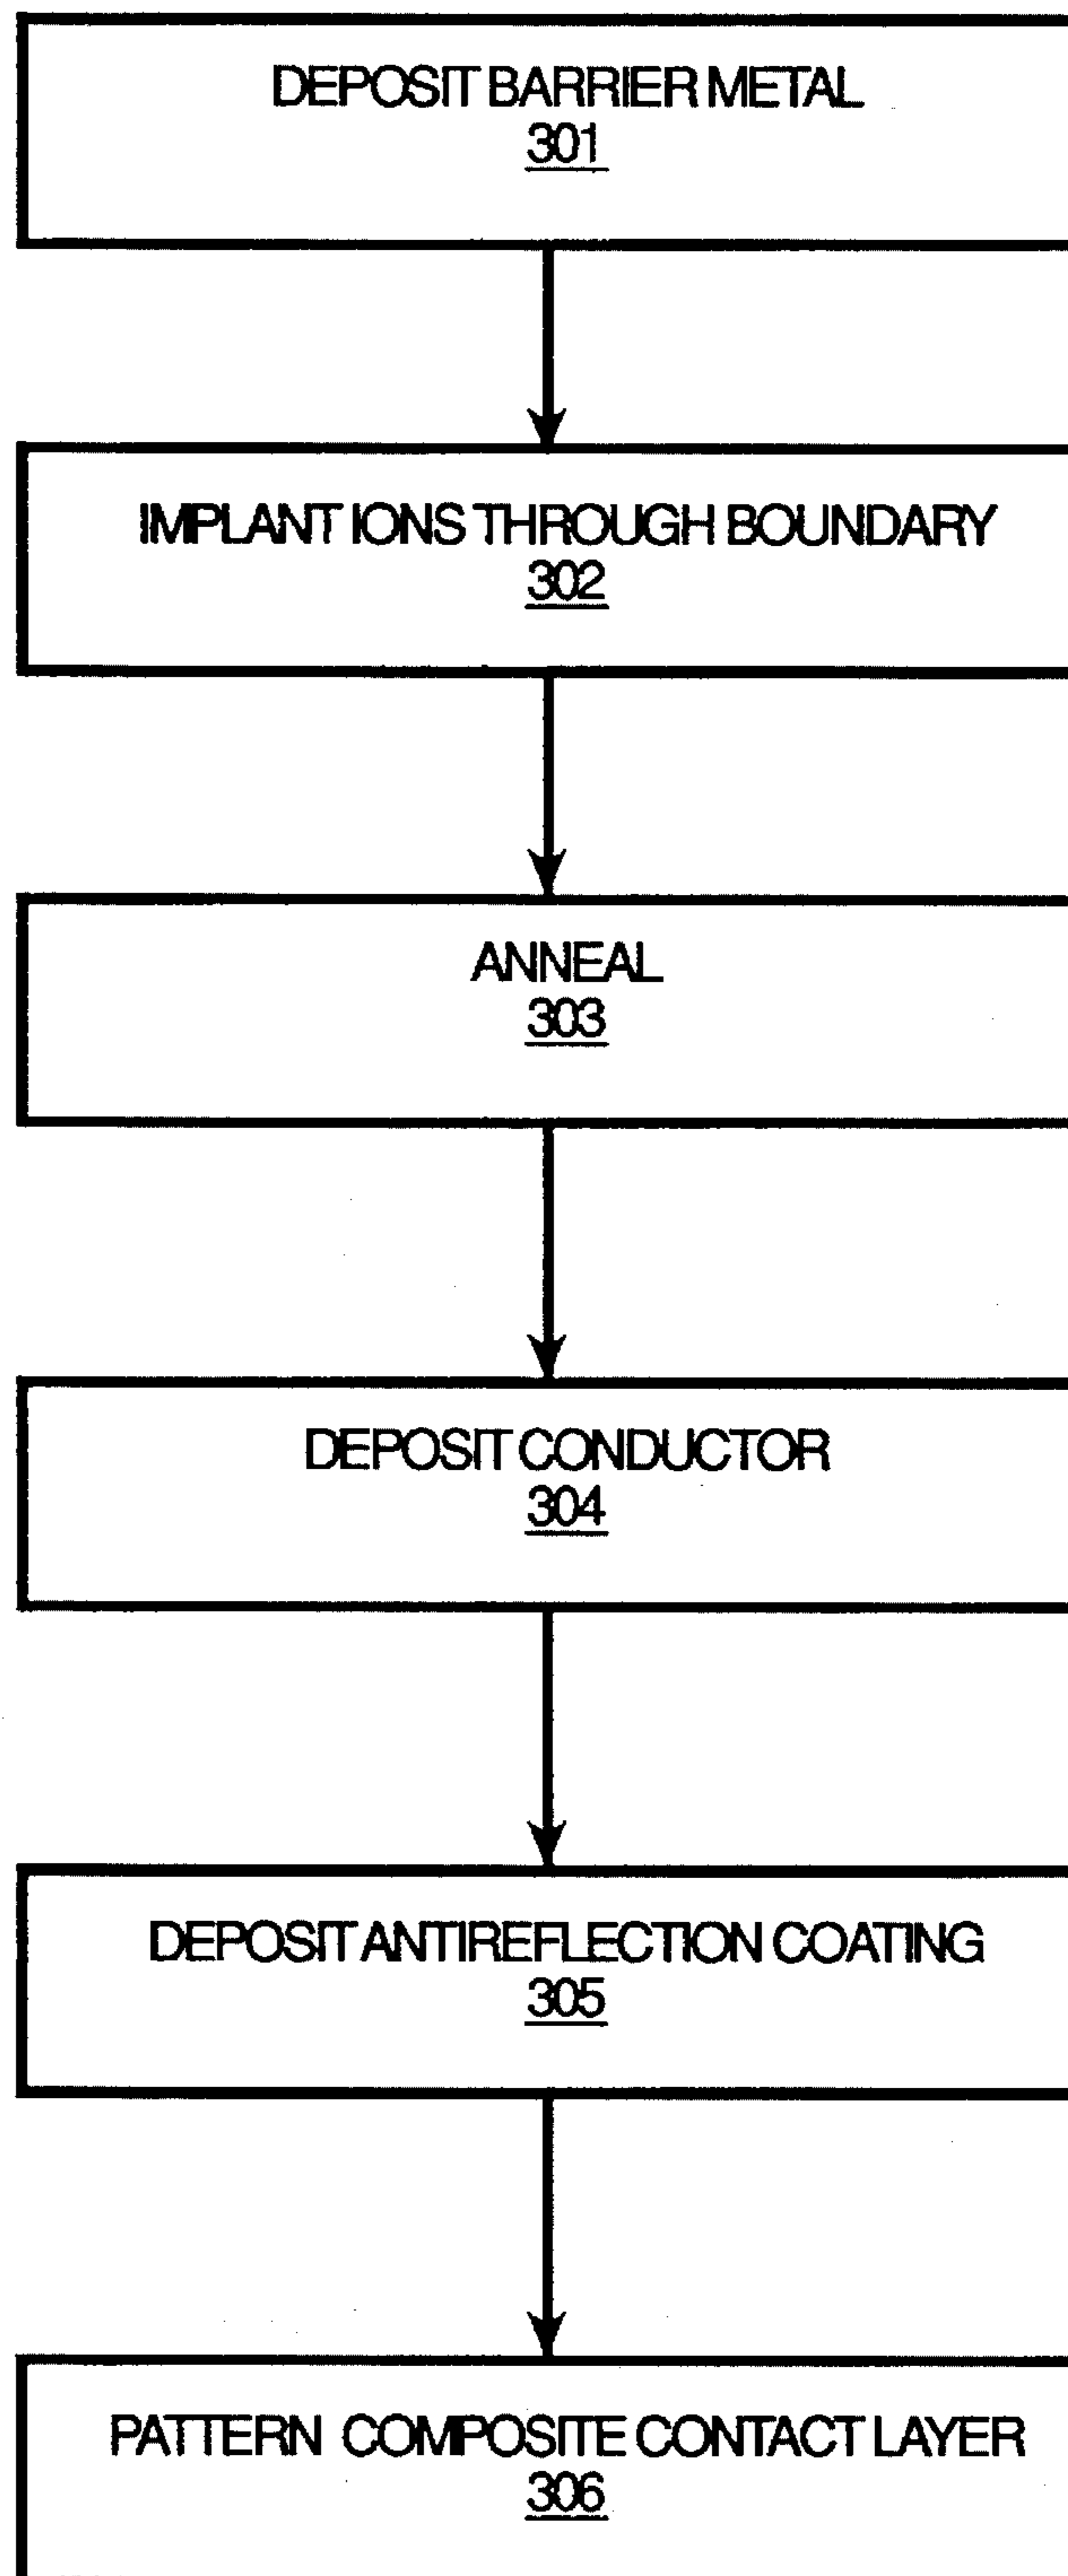 DEPOSIT BARRIER METAL
301
IMPLANT IONS THROUGH BOUNDARY
302
ANNEAL
303
DEPOSIT CONDUCTOR
304
DEPOSIT ANTIREFLECTION COATING
305
PATTERN COMPOSITE CONTACT LAYER
306